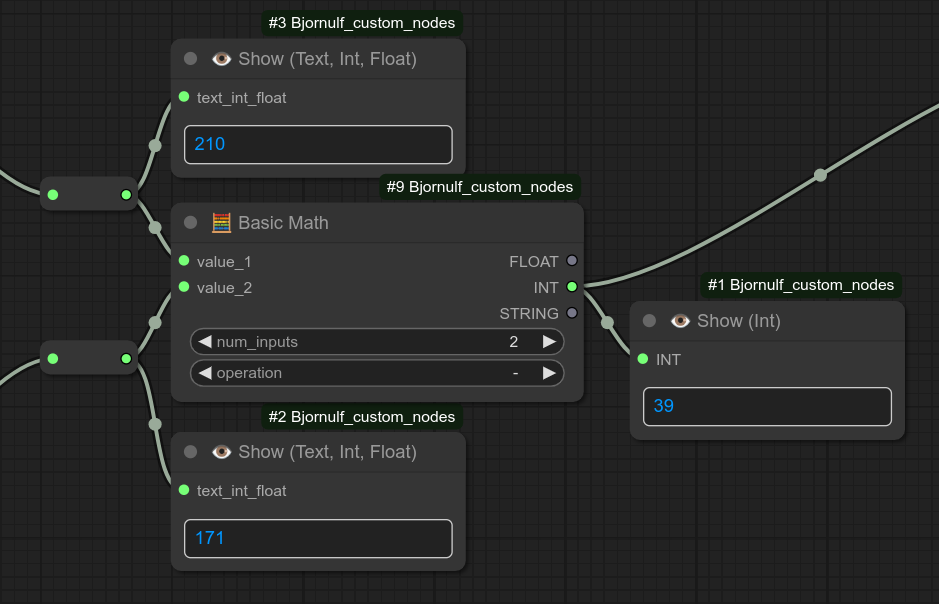 #3 Bjornulf_custom_nodes
👁️ Show (Text, Int, Float)
text_int_float
210
#9 Bjornulf_custom_nodes
🧮 Basic Math
value_1 FLOAT
value_2 INT
STRING
num_inputs 2
operation -
#1 Bjornulf_custom_nodes
👁️ Show (Int)
INT
39
#2 Bjornulf_custom_nodes
👁️ Show (Text, Int, Float)
text_int_float
171